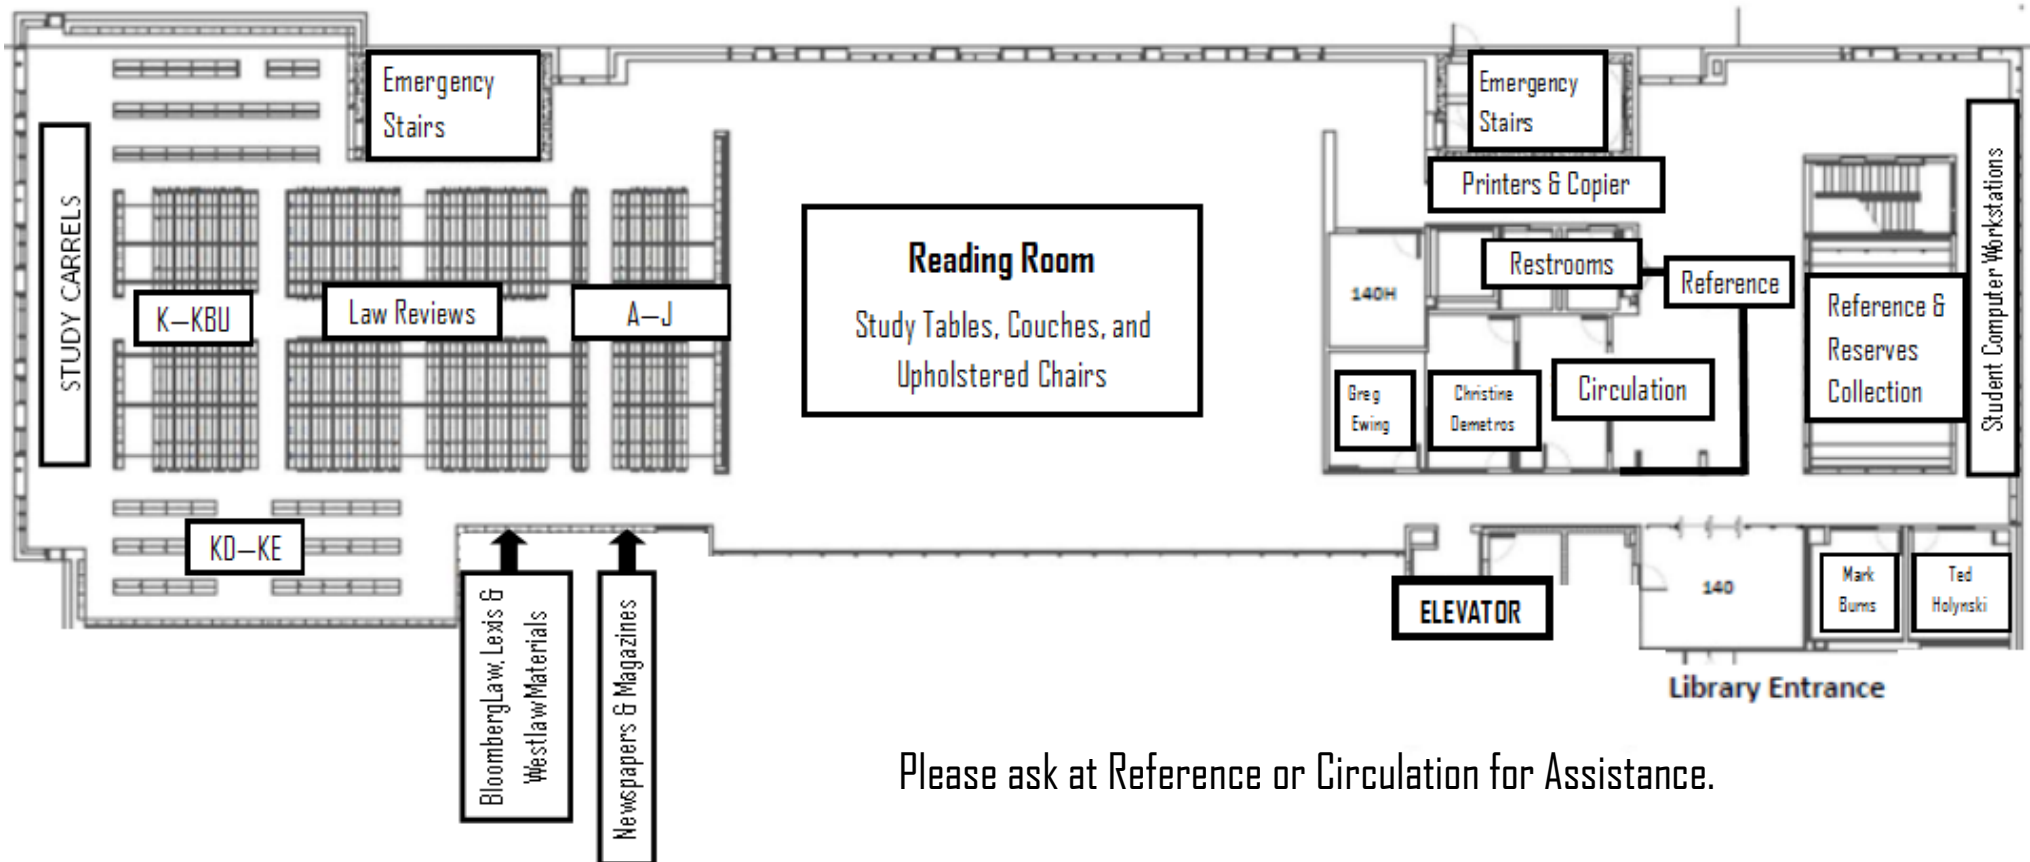 Emergency
Stairs
Emergency
Stairs
Printers & Copier
STUDY CARRELS
K–KBU
Law Reviews
A–J
Reading Room
Study Tables, Couches, and
Upholstered Chairs
140H
Restrooms
Reference
Reference &
Reserves
Collection
Student Computer Workstations
Greg
Ewing
Christine
Demetros
Circulation
KD–KE
BloombergLaw, Lexis &
Westlaw Materials
Newspapers & Magazines
ELEVATOR
140
Mark
Burns
Ted
Holynski
Library Entrance
Please ask at Reference or Circulation for Assistance.